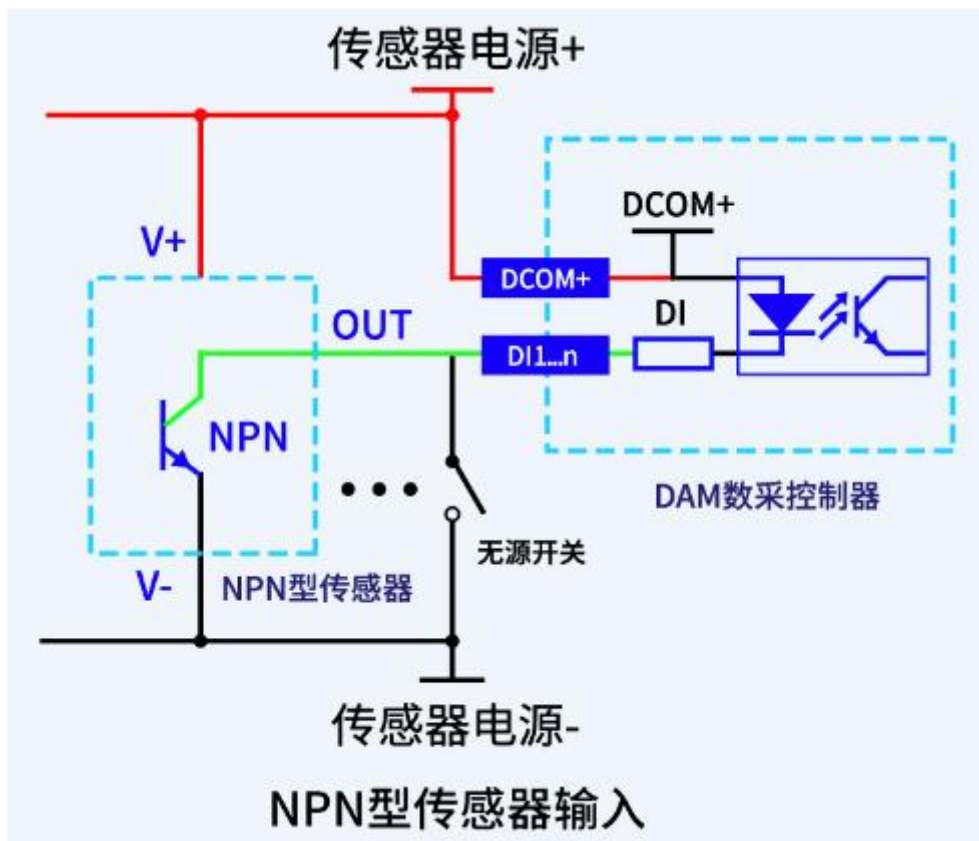 传感器电源+
DCOM+
V+
DCOM+
OUT
DI
DI1...n
NPN
DAM数采控制器
无源开关
V-
NPN型传感器
传感器电源-
NPN型传感器输入